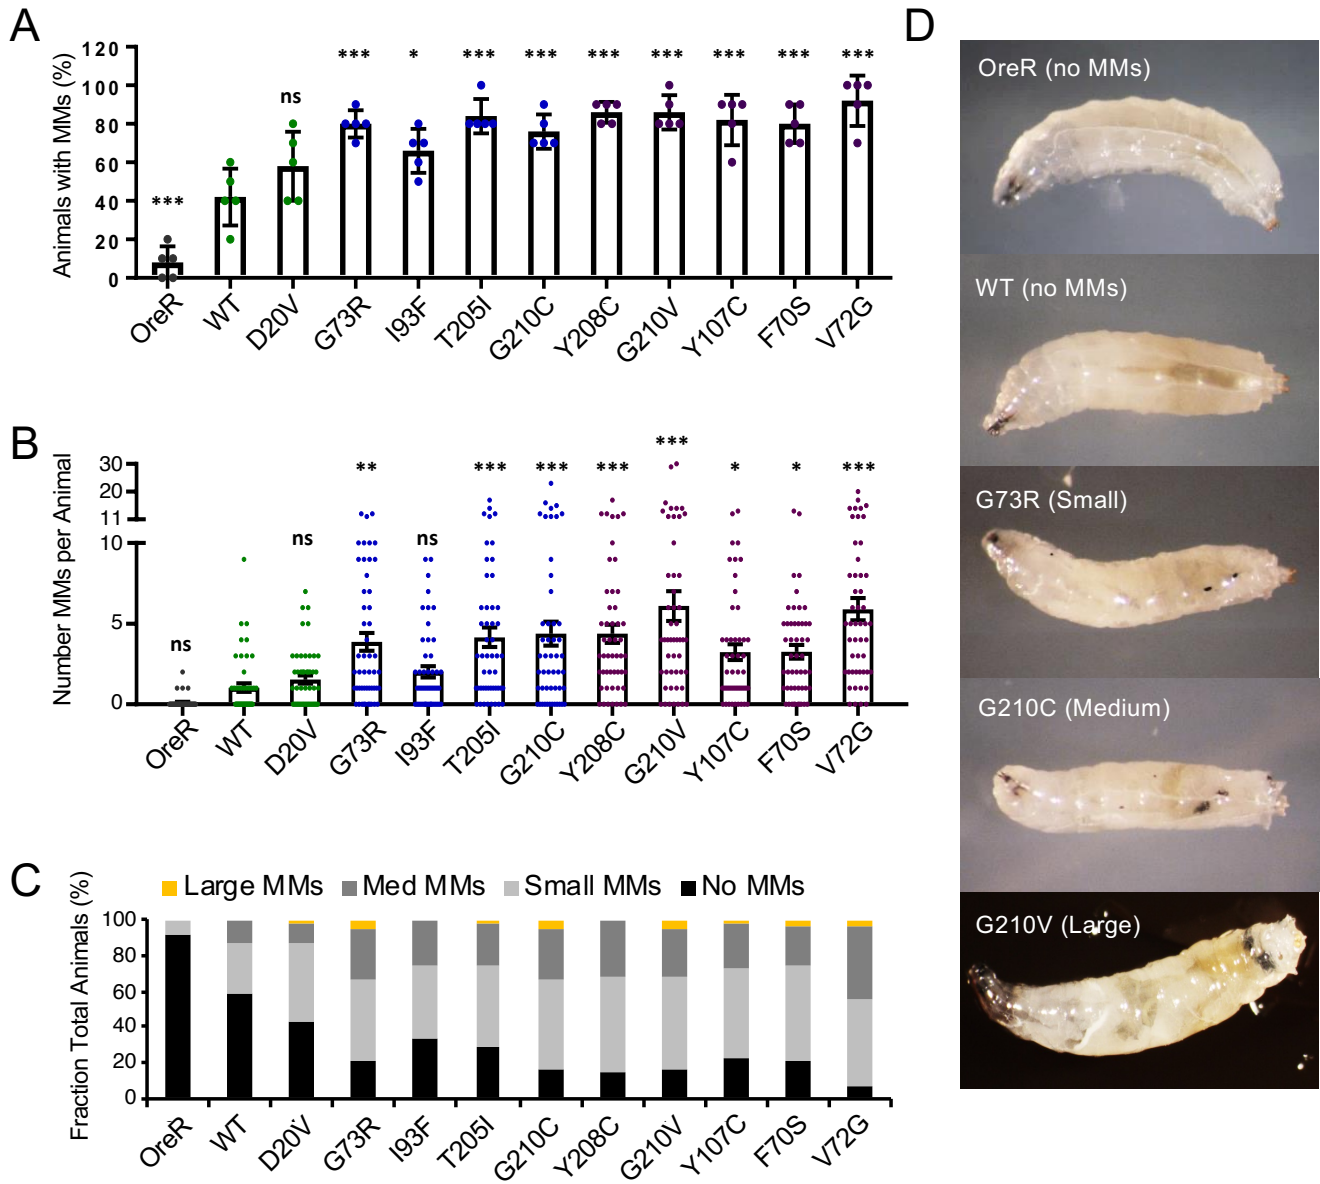 A
Animals with MMs (%)
120
100
80
60
40
20
0
*** ns *** * *** *** *** *** *** *** ***
OreR WT D20V G73R I93F T205I G210C Y208C G210V Y107C F70S V72G
B
Number MMs per Animal
30
20
11
10
5
0
ns ns ** ns *** *** *** *** * * ***
OreR WT D20V G73R I93F T205I G210C Y208C G210V Y107C F70S V72G
C
Large MMs Med MMs Small MMs No MMs
Fraction Total Animals (%)
100
80
60
40
20
0
OreR WT D20V G73R I93F T205I G210C Y208C G210V Y107C F70S V72G
D
OreR (no MMs)
WT (no MMs)
G73R (Small)
G210C (Medium)
G210V (Large)